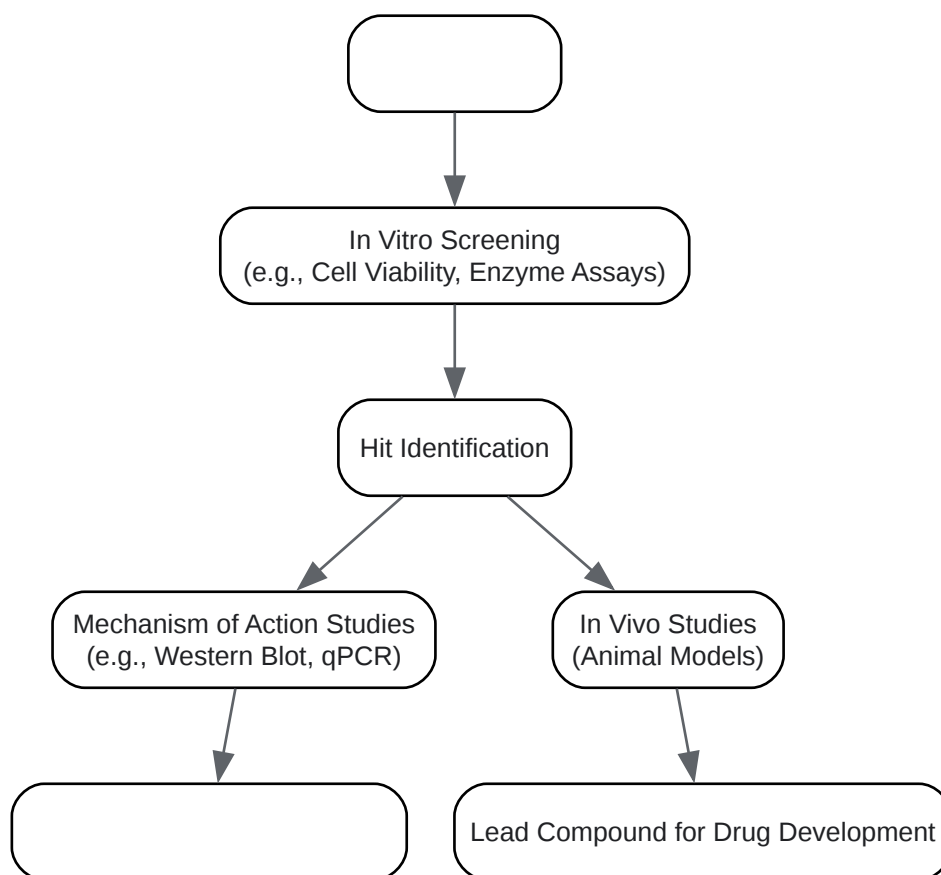 In Vitro Screening
(e.g., Cell Viability, Enzyme Assays)
Hit Identification
Mechanism of Action Studies
(e.g., Western Blot, qPCR)
In Vivo Studies
(Animal Models)
Lead Compound for Drug Development